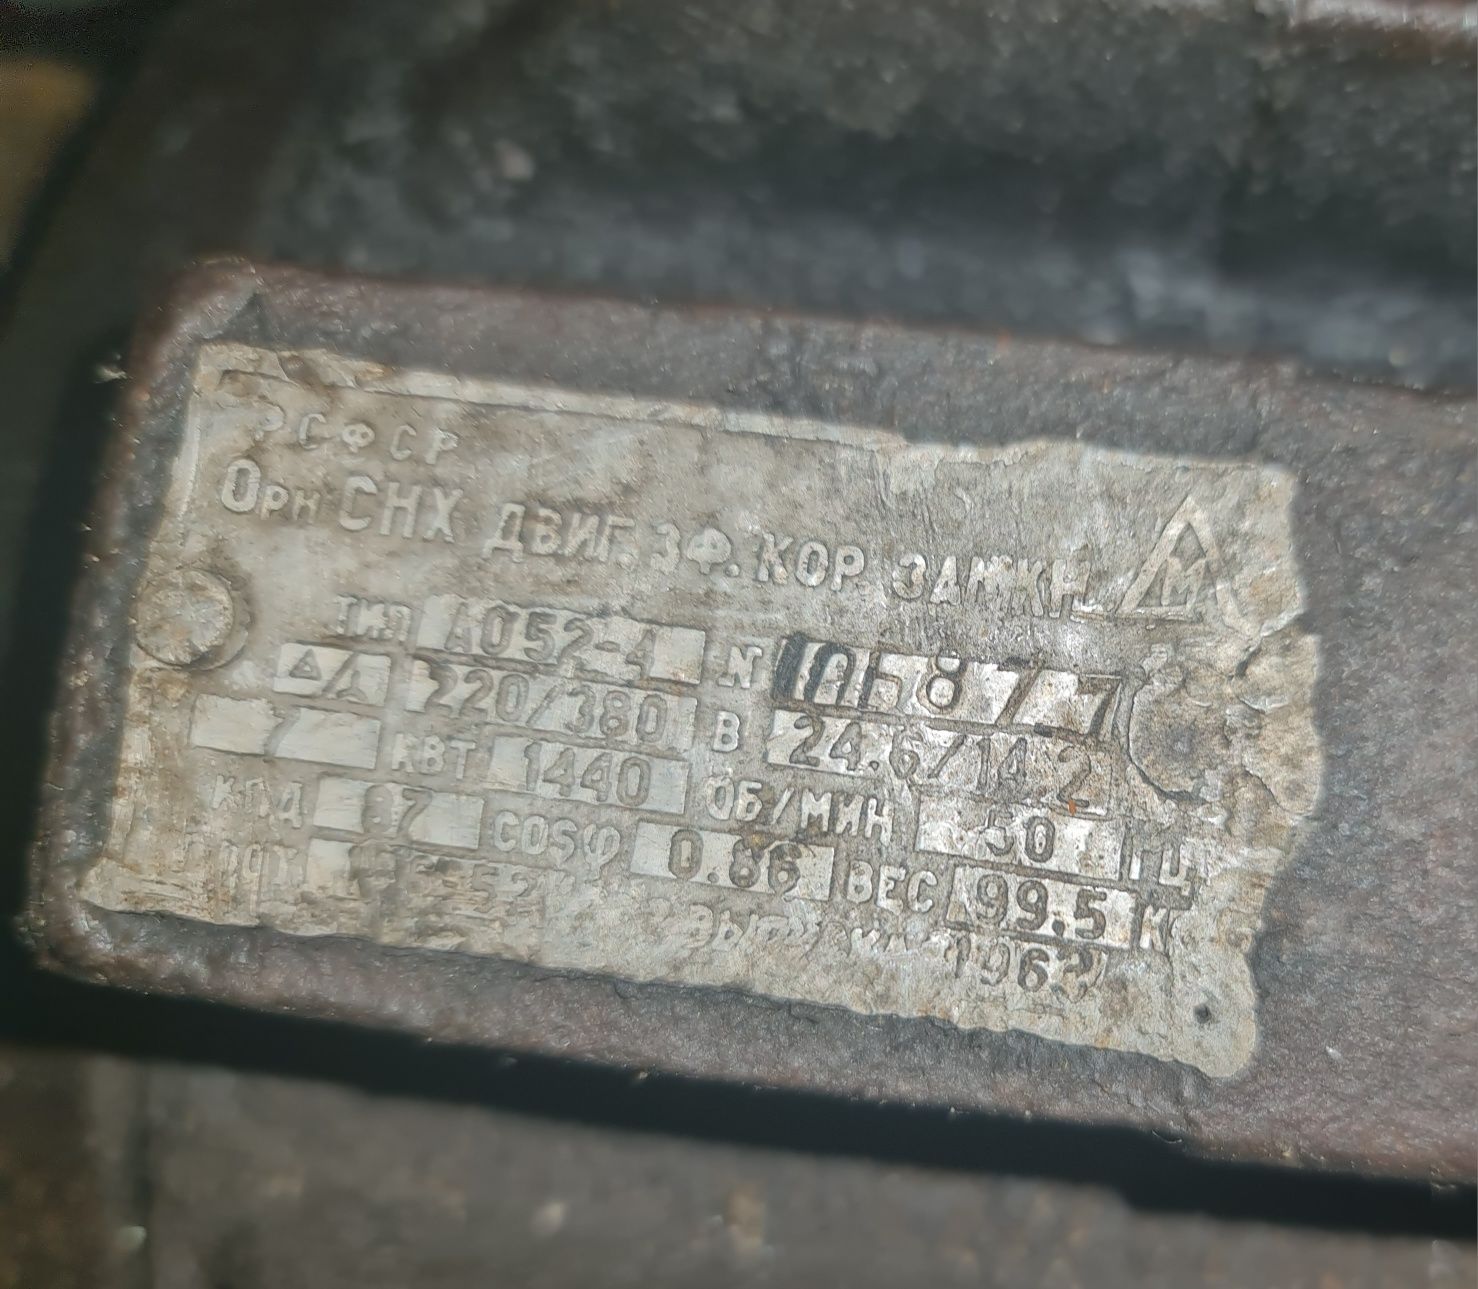 РСФСР
Орн СНХ ДВИГ. 3Ф. КОР. ЗАМКН. М
ТИП АО52-4 N
Δ/Y 220/380 В 24.6/14.2
7 КВТ 1440 ОБ/МИН 50 ГЦ
КПД 87 COSφ 0.86 ВЕС 99.5 К
1962